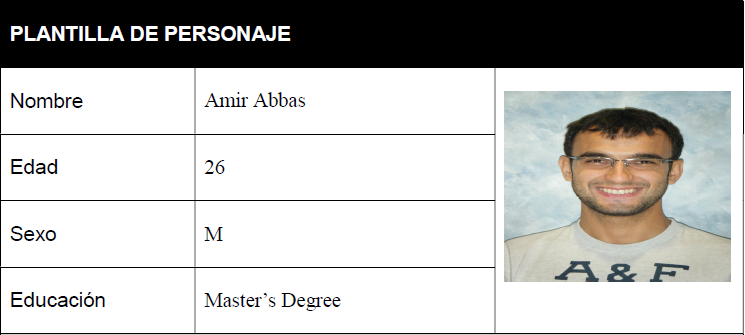 PLANTILLA DE PERSONAJE
Nombre Amir Abbas
Edad 26
Sexo M
Educación Master’s Degree
A & F